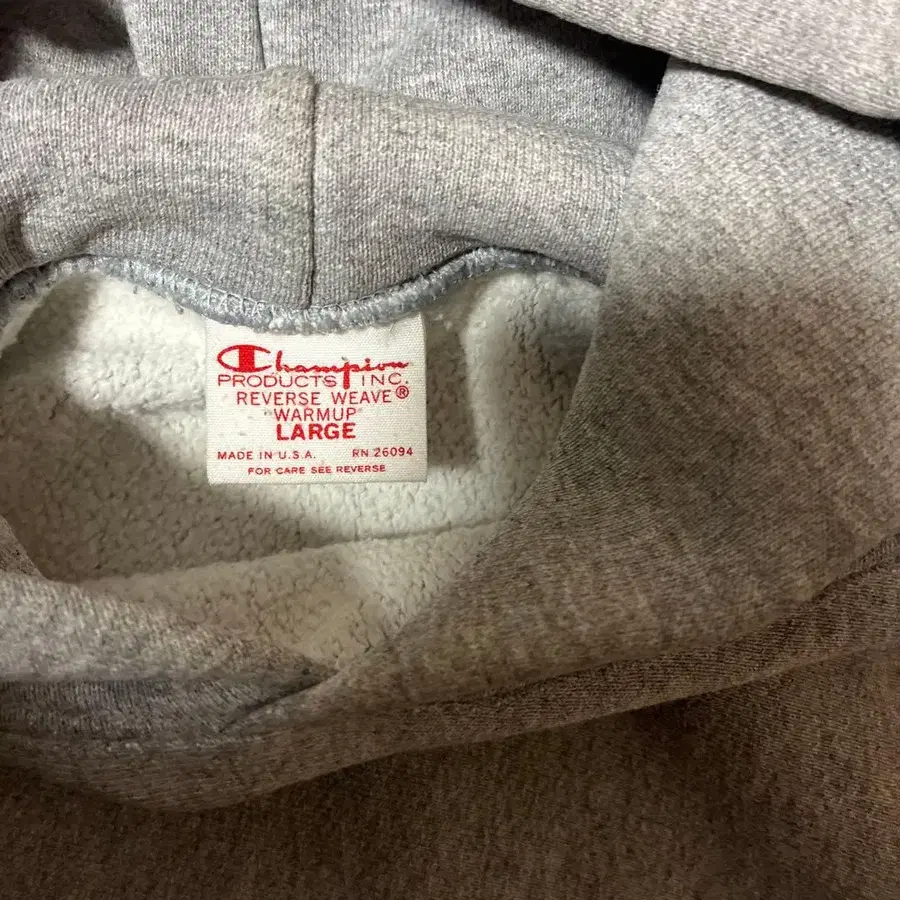 Champion
PRODUCTS INC.
REVERSE WEAVE®
"WARMUP"
LARGE
MADE IN U.S.A. RN 26094
FOR CARE SEE REVERSE